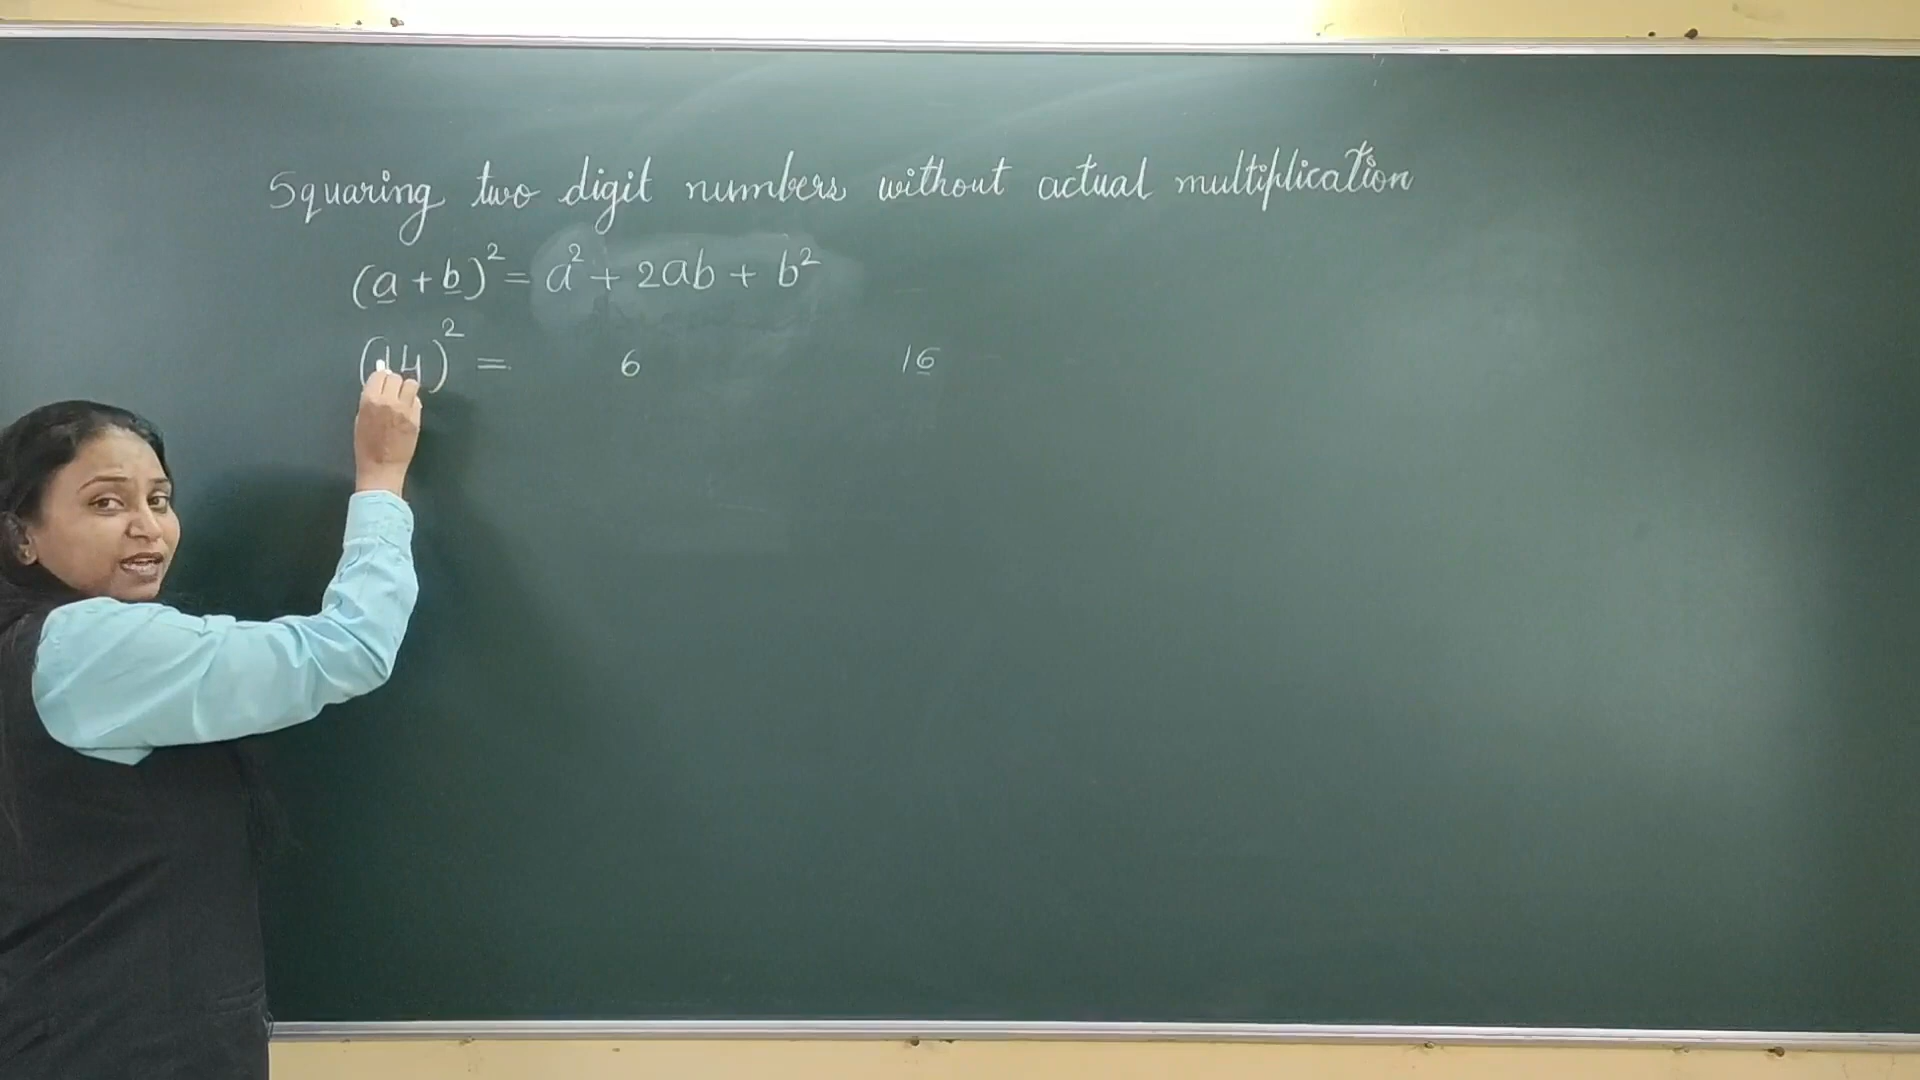 Squaring two digit numbers without actual multiplication
(a + b)² = a² + 2ab + b²
(14)² = 6 16